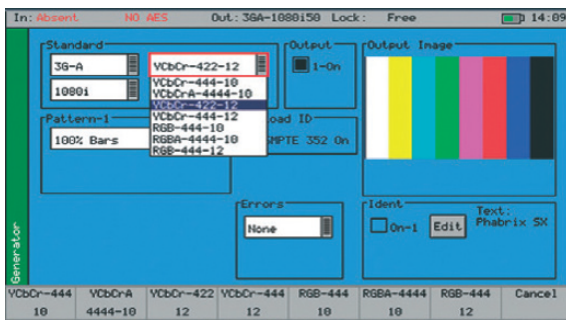 In: Absent NO AES Out: 3GA-1080i50 Lock: Free 14:09
Standard
3G-A
YCbCr-422-12
1080i
YCbCr-444-10
YCbCrA-4444-10
YCbCr-422-12
YCbCr-444-12
RGB-444-10
RGBA-4444-10
RGB-444-12
Output
1-On
Output Image
Pattern-1
100% Bars
oad ID
MPTE 352 On
Errors
None
Ident
On-1
Edit
Text:
Phabrix SX
Generator
YCbCr-444 YCbCrA YCbCr-422 YCbCr-444 RGB-444 RGBA-4444 RGB-444 Cancel
10 4444-10 12 12 10 10 12